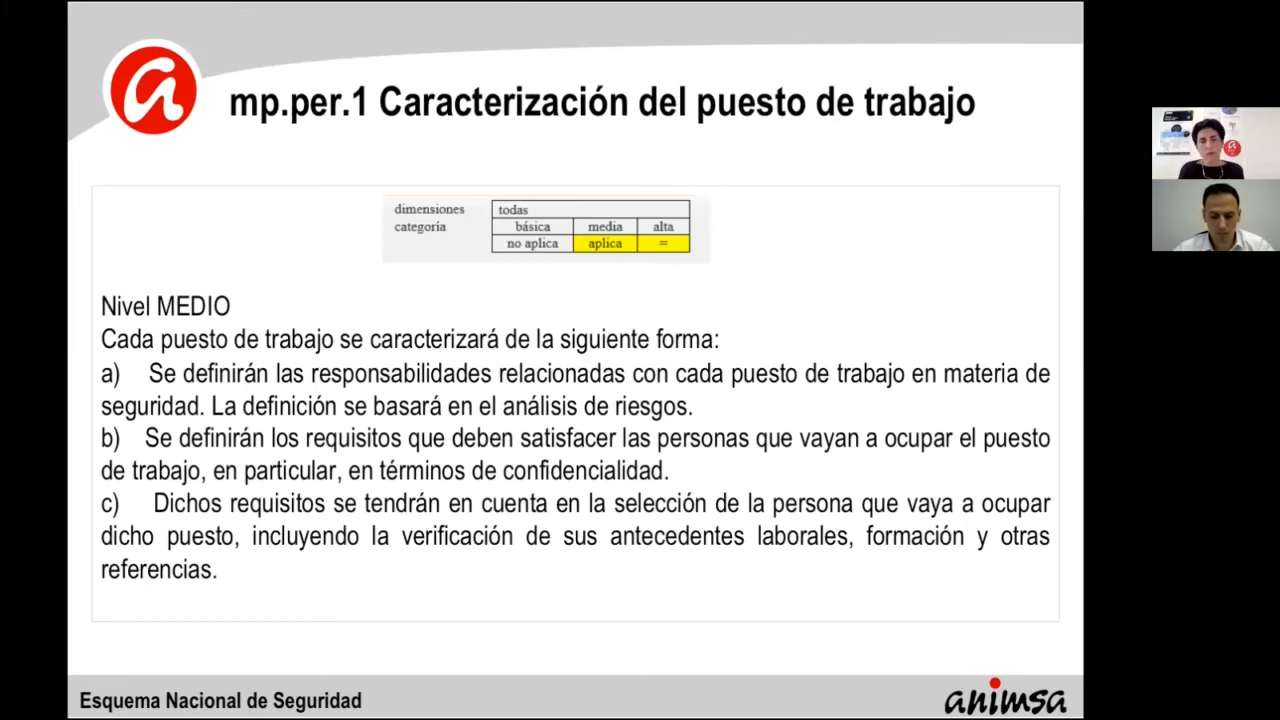 mp.per.1 Caracterización del puesto de trabajo
dimensiones todas
categoría básica media alta
no aplica aplica =
Nivel MEDIO
Cada puesto de trabajo se caracterizará de la siguiente forma:
a) Se definirán las responsabilidades relacionadas con cada puesto de trabajo en materia de
seguridad. La definición se basará en el análisis de riesgos.
b) Se definirán los requisitos que deben satisfacer las personas que vayan a ocupar el puesto
de trabajo, en particular, en términos de confidencialidad.
c) Dichos requisitos se tendrán en cuenta en la selección de la persona que vaya a ocupar
dicho puesto, incluyendo la verificación de sus antecedentes laborales, formación y otras
referencias.
Esquema Nacional de Seguridad
animsa